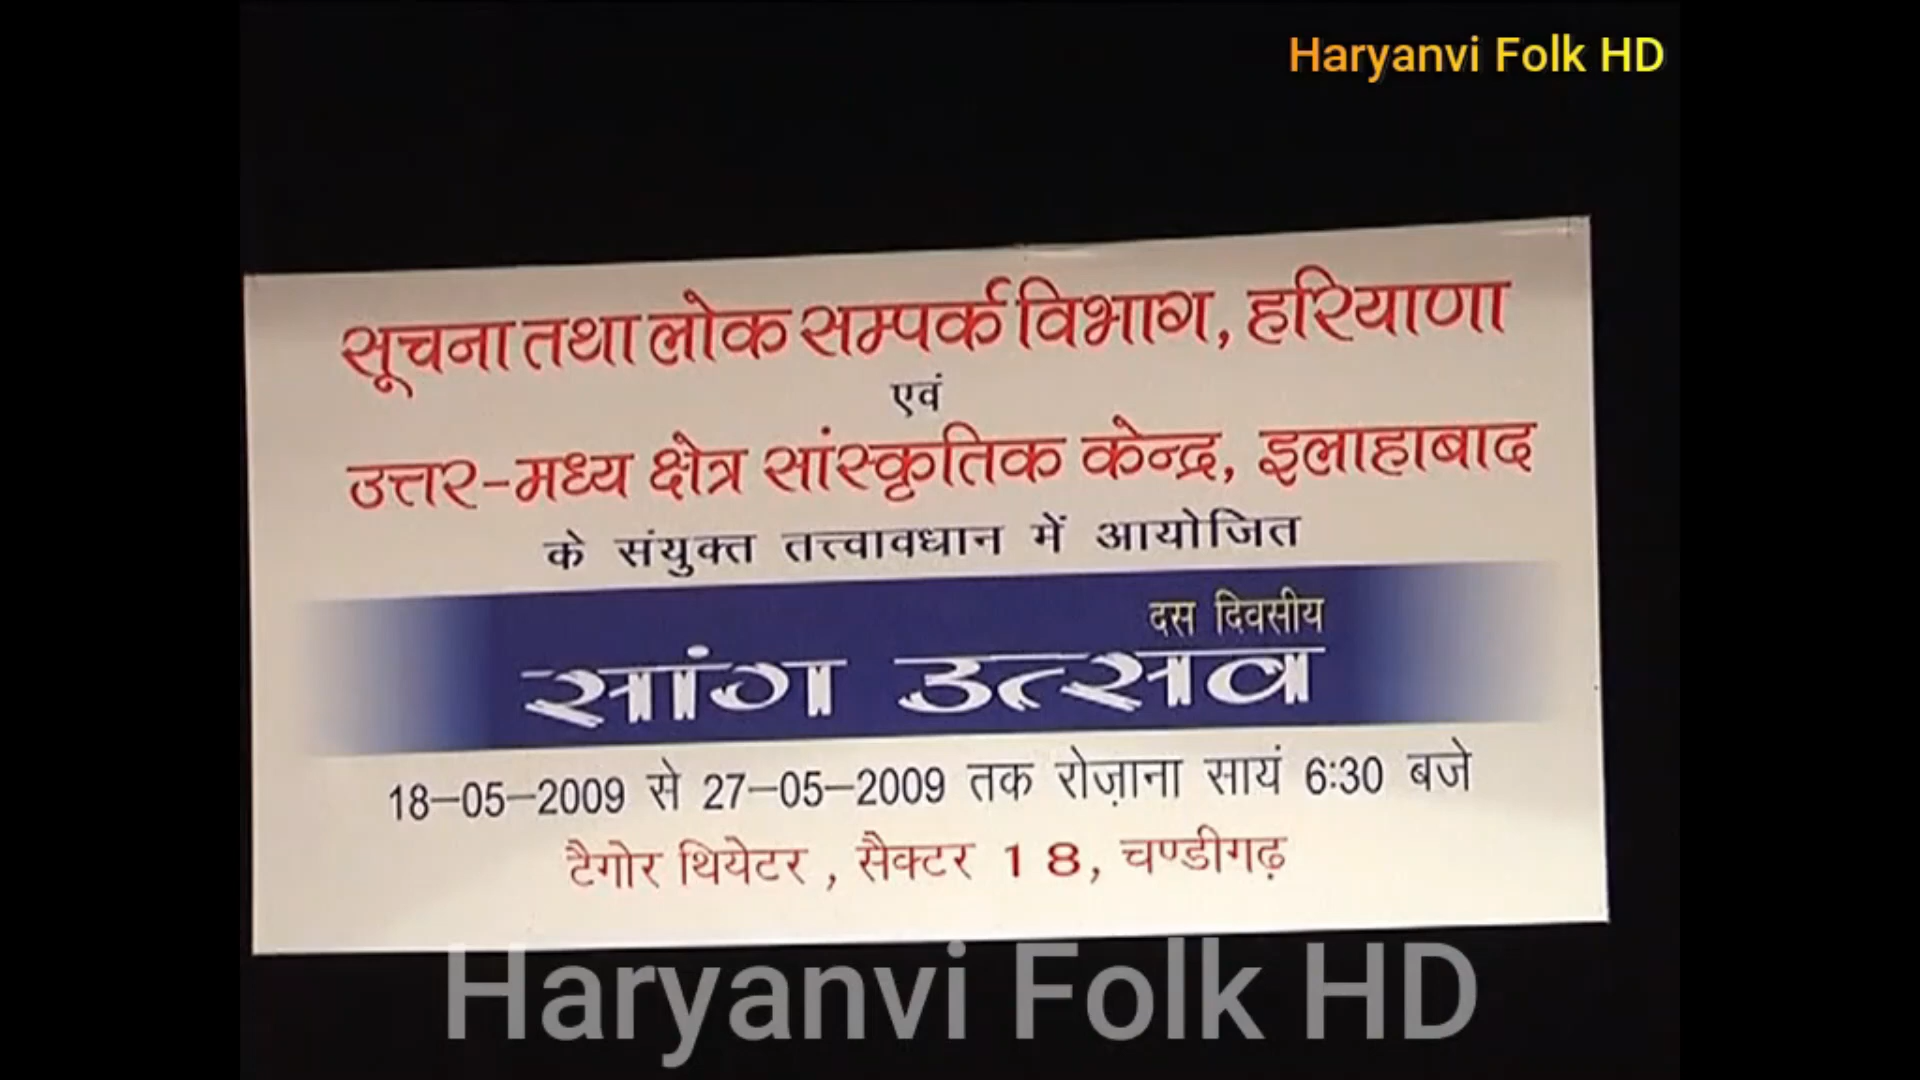 Haryanvi Folk HD
सूचना तथा लोक सम्पर्क विभाग, हरियाणा
एवं
उत्तर-मध्य क्षेत्र सांस्कृतिक केन्द्र, इलाहाबाद
के संयुक्त तत्त्वावधान में आयोजित
दस दिवसीय
सांग उत्सव
18-05-2009 से 27-05-2009 तक रोज़ाना सायं 6:30 बजे
टैगोर थियेटर, सैक्टर 18, चण्डीगढ़
Haryanvi Folk HD